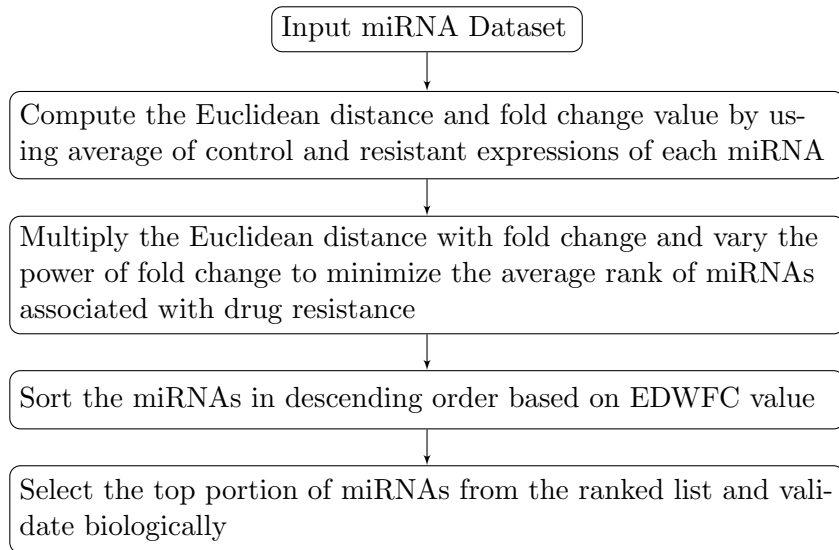 Input miRNA Dataset
Compute the Euclidean distance and fold change value by us-
ing average of control and resistant expressions of each miRNA
Multiply the Euclidean distance with fold change and vary the
power of fold change to minimize the average rank of miRNAs
associated with drug resistance
Sort the miRNAs in descending order based on EDWFC value
Select the top portion of miRNAs from the ranked list and vali-
date biologically